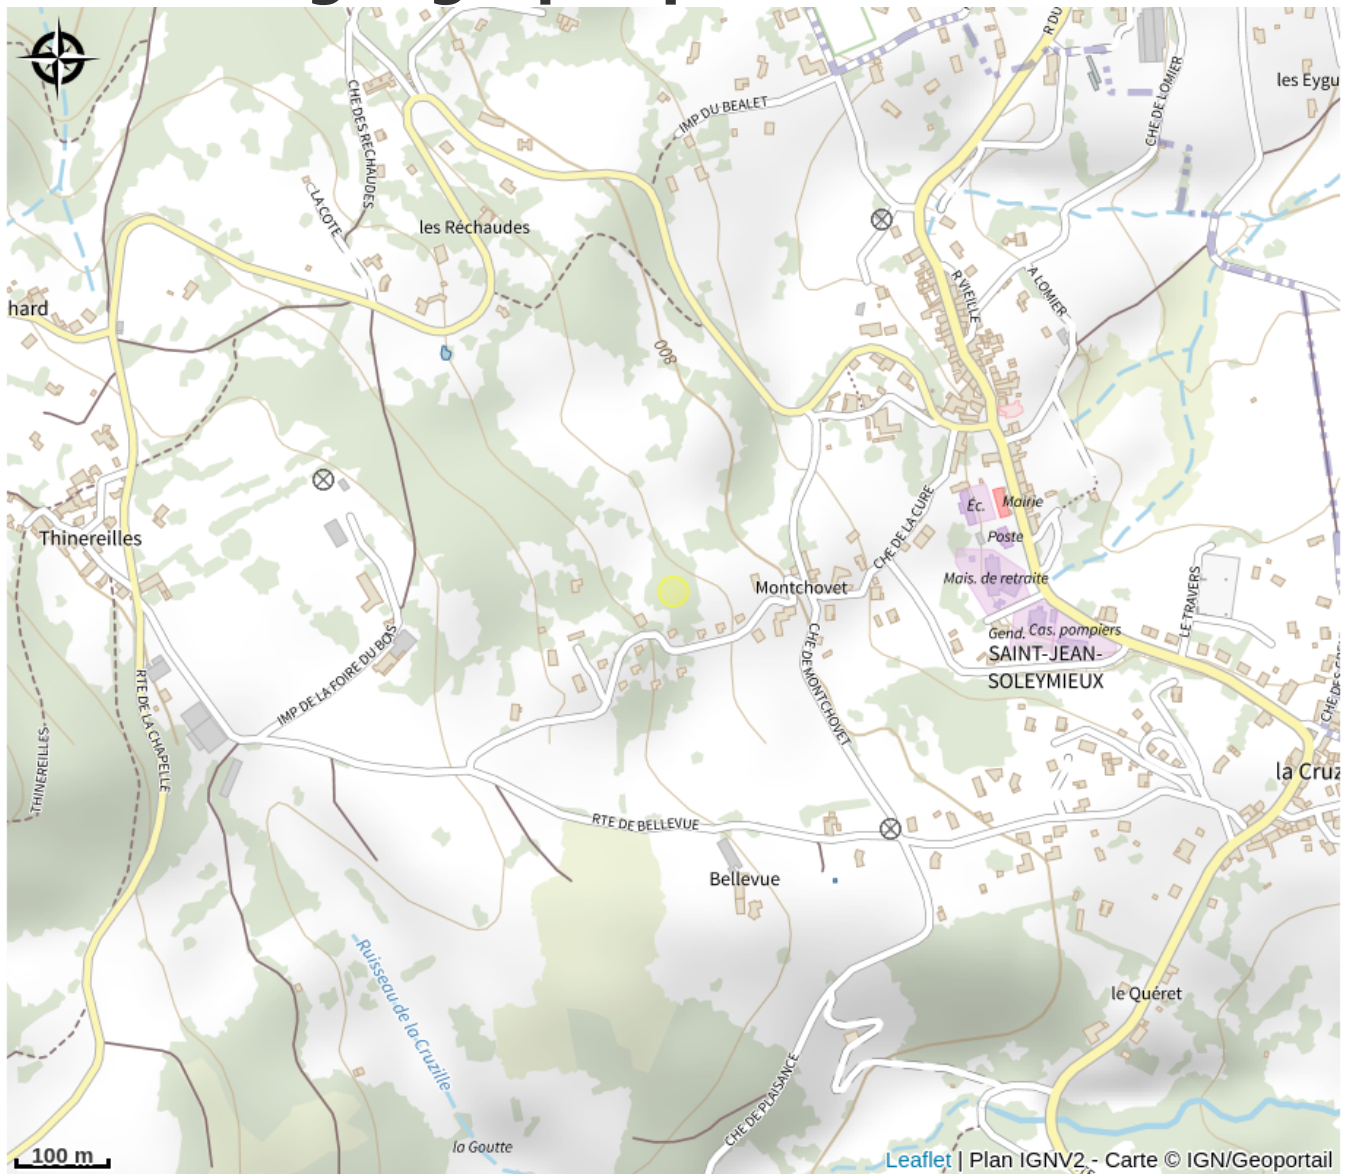 R DU
les Eygu
CHE DES RECHAUDES
IMP DU BEALET
CHE DE LOMIER
LA COTE
les Réchaudes
R VIEILLE
A LOMIER
hard
800
Thinereilles
Éc.
Mairie
CHE DE LA CURE
Poste
Mais. de retraite
Montchovet
LE TRAVERS
Gend.
Cas. pompiers
SAINT-JEAN-
SOLEYMIEUX
IMP DE LA FOIRE DU BOIS
CHE DE MONTCHOVET
RTE DE LA CHAPELLE
THINEREILLES
la Cruz
RTE DE BELLEVUE
Bellevue
Ruisseau de la Cruzille
le Quéret
CHE DE PLAISANCE
la Goutte
100 m
Leaflet | Plan IGNV2 - Carte © IGN/Geoportail